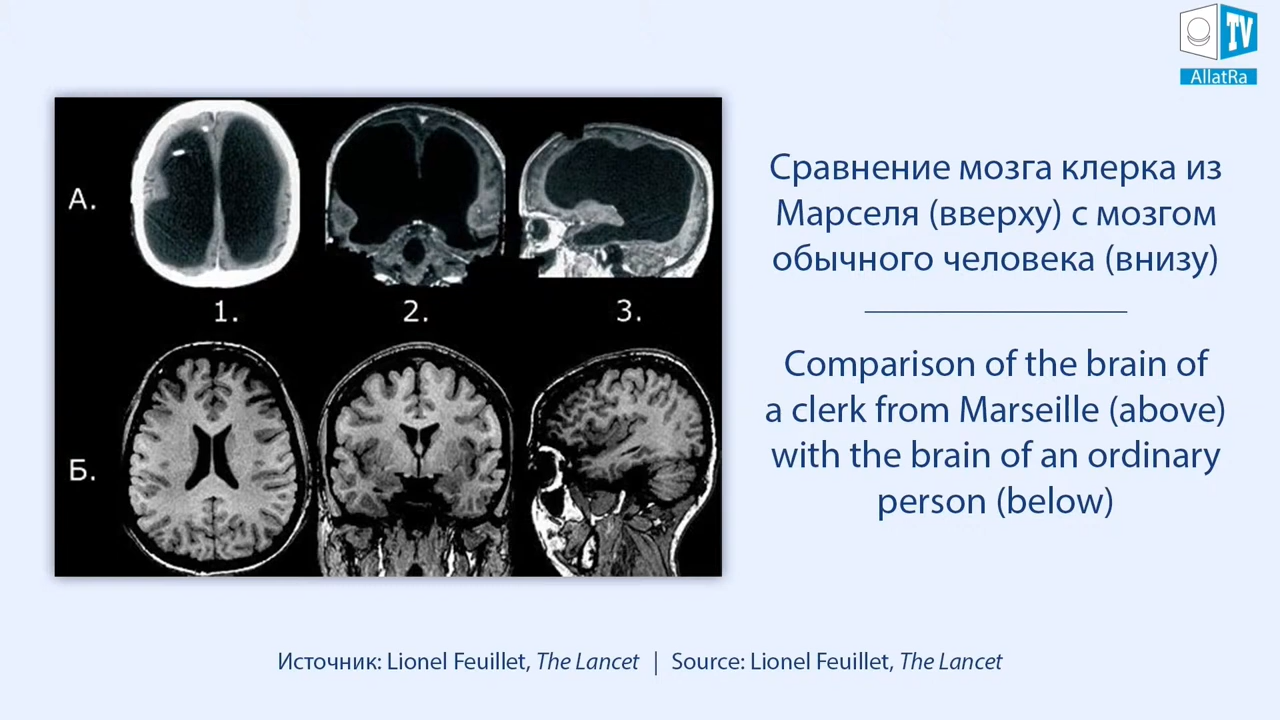 TV
AllatRa
A.
1.
2.
3.
Б.
Сравнение мозга клерка из
Марселя (вверху) с мозгом
обычного человека (внизу)
Comparison of the brain of
a clerk from Marseille (above)
with the brain of an ordinary
person (below)
Источник: Lionel Feuillet, The Lancet | Source: Lionel Feuillet, The Lancet